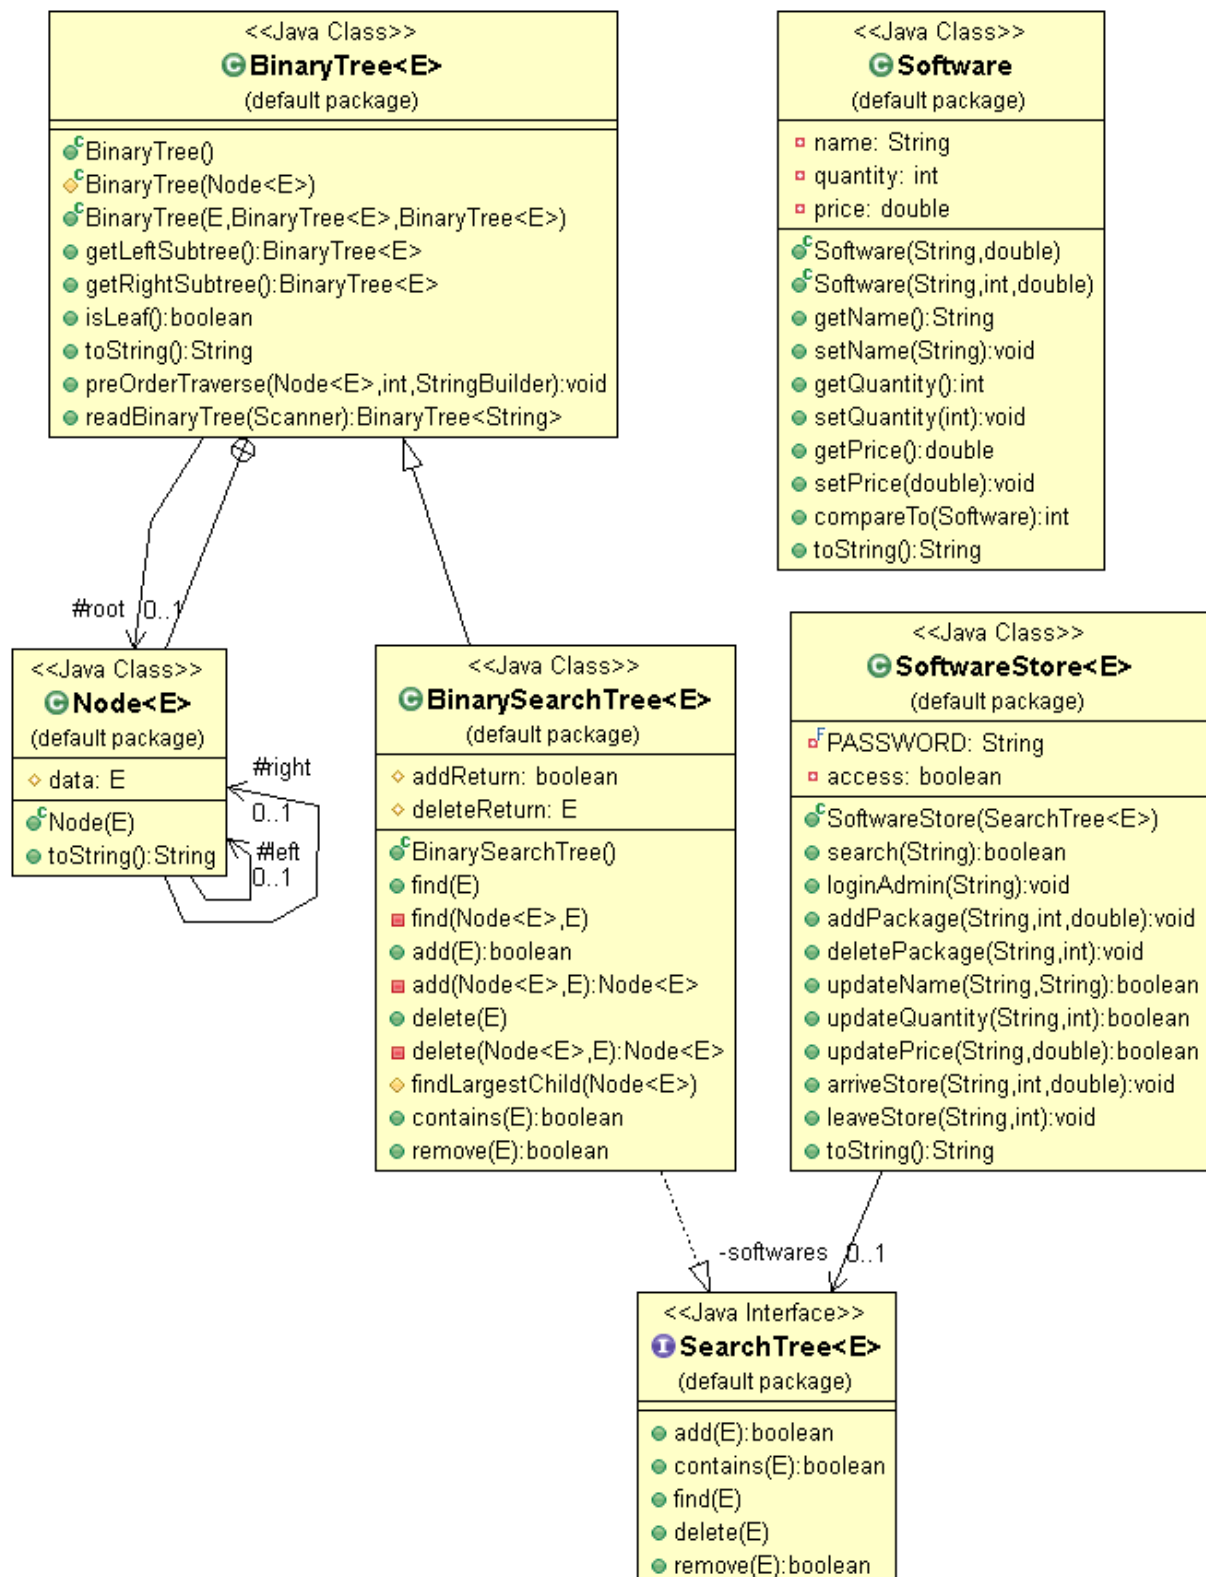 <<Java Class>>
BinaryTree<E>
(default package)
BinaryTree()
BinaryTree(Node<E>)
BinaryTree(E,BinaryTree<E>,BinaryTree<E>)
getLeftSubtree():BinaryTree<E>
getRightSubtree():BinaryTree<E>
isLeaf():boolean
toString():String
preOrderTraverse(Node<E>,int,StringBuilder):void
readBinaryTree(Scanner):BinaryTree<String>
<<Java Class>>
Software
(default package)
name: String
quantity: int
price: double
Software(String,double)
Software(String,int,double)
getName():String
setName(String):void
getQuantity():int
setQuantity(int):void
getPrice():double
setPrice(double):void
compareTo(Software):int
toString():String
#root 0..1
<<Java Class>>
Node<E>
(default package)
data: E
Node(E)
toString():String
#right
0..1
#left
0..1
<<Java Class>>
BinarySearchTree<E>
(default package)
addReturn: boolean
deleteReturn: E
BinarySearchTree()
find(E)
find(Node<E>,E)
add(E):boolean
add(Node<E>,E):Node<E>
delete(E)
delete(Node<E>,E):Node<E>
findLargestChild(Node<E>)
contains(E):boolean
remove(E):boolean
<<Java Class>>
SoftwareStore<E>
(default package)
PASSWORD: String
access: boolean
SoftwareStore(SearchTree<E>)
search(String):boolean
loginAdmin(String):void
addPackage(String,int,double):void
deletePackage(String,int):void
updateName(String,String):boolean
updateQuantity(String,int):boolean
updatePrice(String,double):boolean
arriveStore(String,int,double):void
leaveStore(String,int):void
toString():String
-softwares 0..1
<<Java Interface>>
SearchTree<E>
(default package)
add(E):boolean
contains(E):boolean
find(E)
delete(E)
remove(E):boolean